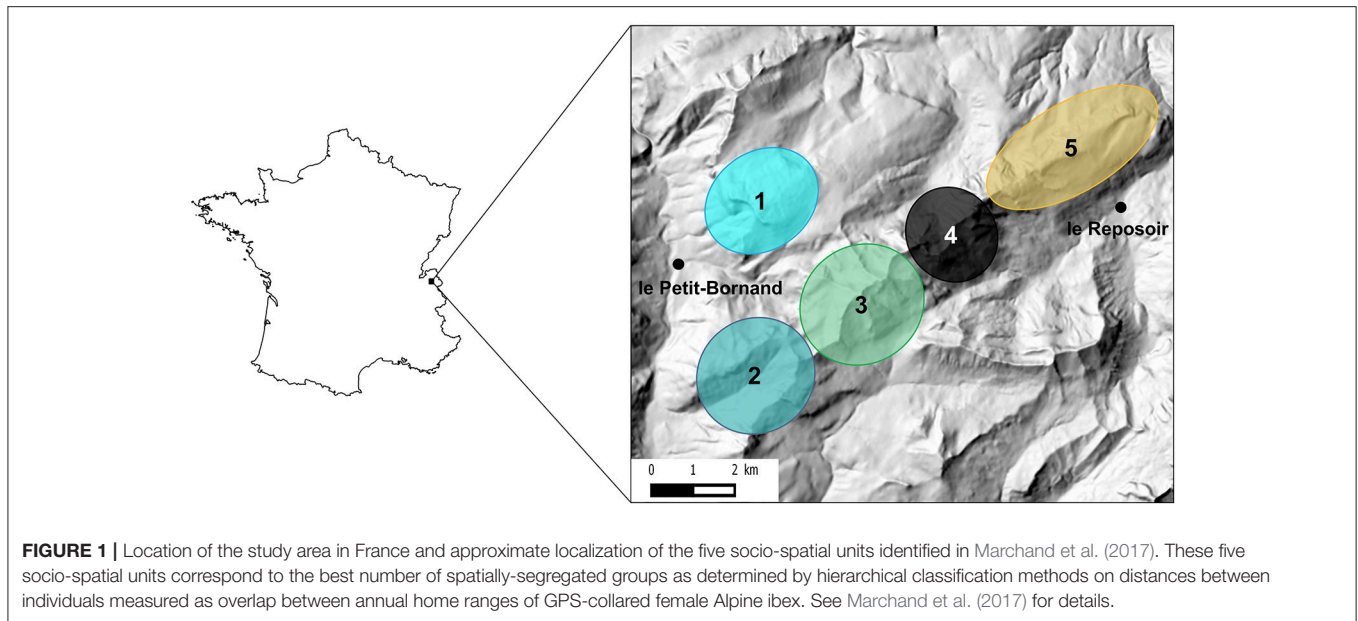 1
5
4
le Reposoir
le Petit-Bornand
3
2
0 1 2 km
FIGURE 1 | Location of the study area in France and approximate localization of the five socio-spatial units identified in Marchand et al. (2017). These five
socio-spatial units correspond to the best number of spatially-segregated groups as determined by hierarchical classification methods on distances between
individuals measured as overlap between annual home ranges of GPS-collared female Alpine ibex. See Marchand et al. (2017) for details.